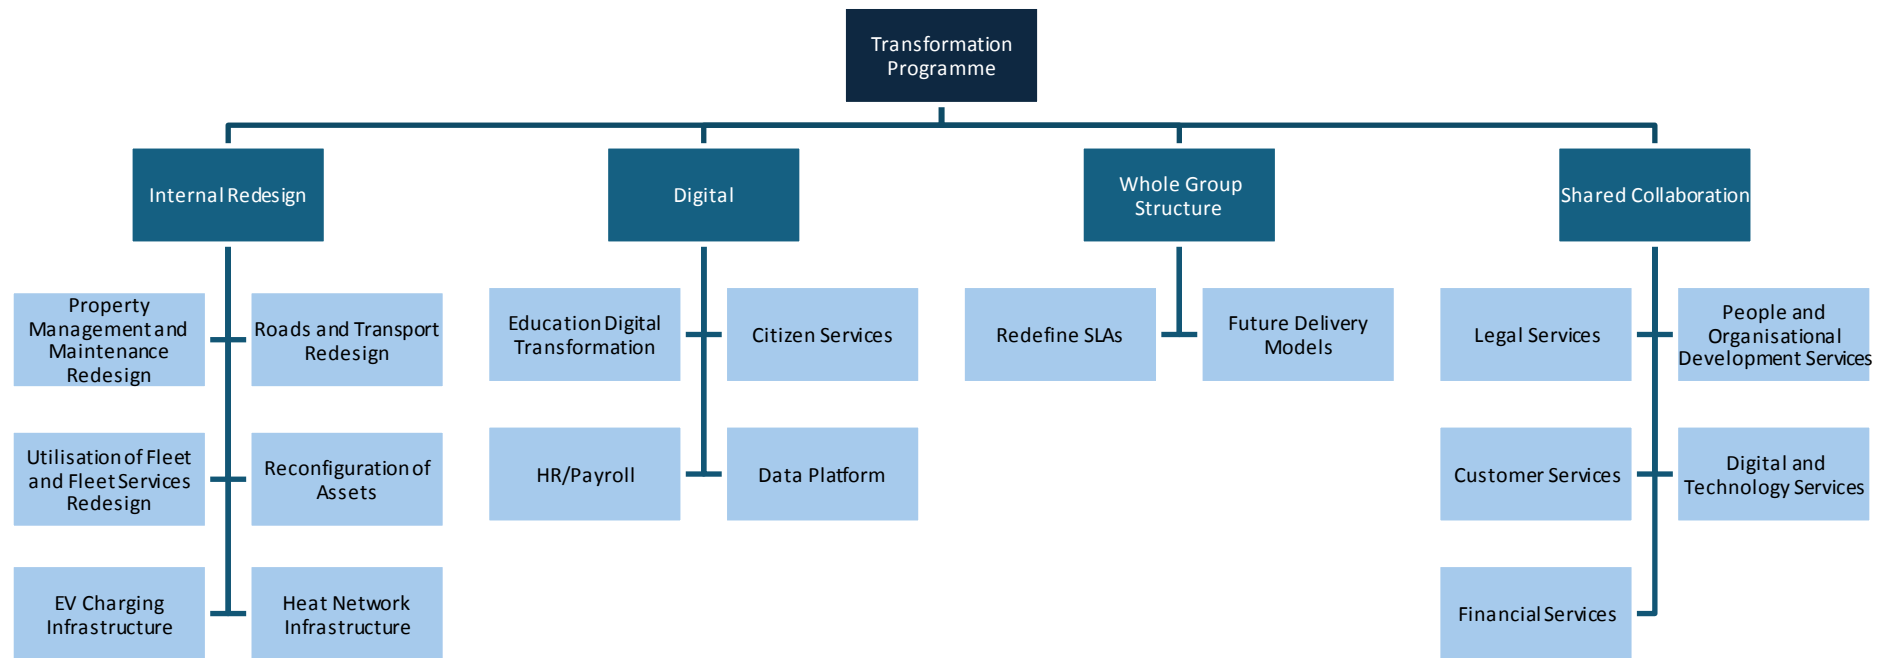 Transformation
Programme
Internal Redesign
Digital
Whole Group
Structure
Shared Collaboration
Property
Management and
Maintenance
Redesign
Roads and Transport
Redesign
Education Digital
Transformation
Citizen Services
Redefine SLAs
Future Delivery
Models
Legal Services
People and
Organisational
Development Services
Utilisation of Fleet
and Fleet Services
Redesign
Reconfiguration of
Assets
HR/Payroll
Data Platform
Customer Services
Digital and
Technology Services
EV Charging
Infrastructure
Heat Network
Infrastructure
Financial Services